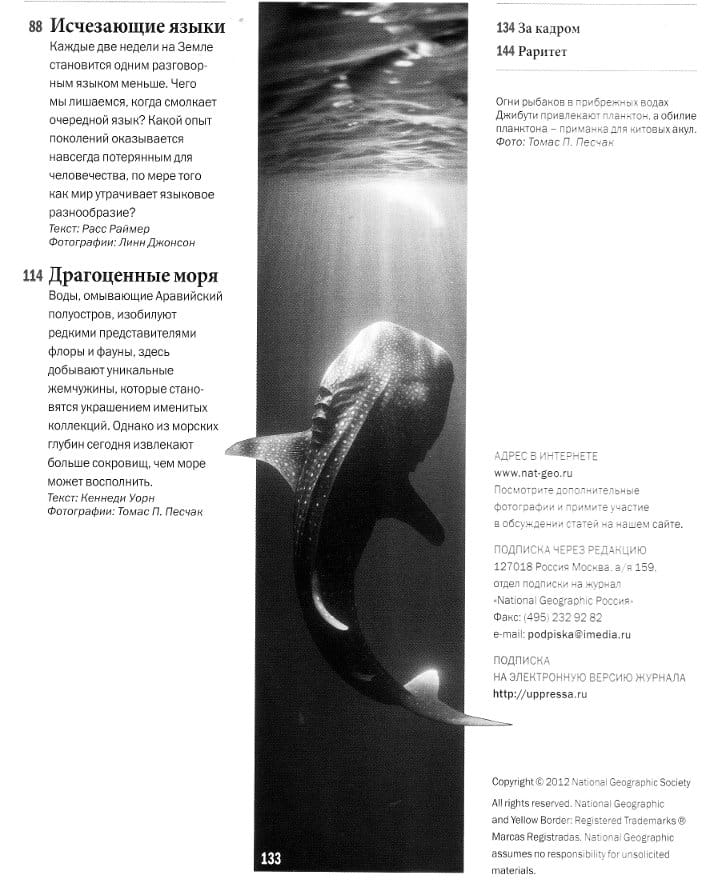 88 Исчезающие языки
Каждые две недели на Земле
становится одним разговор-
ным языком меньше. Чего
мы лишаемся, когда смолкает
очередной язык? Какой опыт
поколений оказывается
навсегда потерянным для
человечества, по мере того
как мир утрачивает языковое
разнообразие?
Текст: Расс Раймер
Фотографии: Линн Джонсон
114 Драгоценные моря
Воды, омывающие Аравийский
полуостров, изобилуют
редкими представителями
флоры и фауны, здесь
добывают уникальные
жемчужины, которые стано-
вятся украшением именитых
коллекций. Однако из морских
глубин сегодня извлекают
больше сокровищ, чем море
может восполнить.
Текст: Кеннеди Уорн
Фотографии: Томас П. Песчак
133
134 За кадром
144 Раритет
Огни рыбаков в прибрежных водах
Джибути привлекают планктон, а обилие
планктона – приманка для китовых акул.
Фото: Томас П. Песчак
АДРЕС В ИНТЕРНЕТЕ
www.nat-geo.ru
Посмотрите дополнительные
фотографии и примите участие
в обсуждении статей на нашем сайте.
ПОДПИСКА ЧЕРЕЗ РЕДАКЦИЮ
127018 Россия Москва, а/я 159,
отдел подписки на журнал
«National Geographic Россия»
Факс: (495) 232 92 82
e-mail: podpiska@imedia.ru
ПОДПИСКА
НА ЭЛЕКТРОННУЮ ВЕРСИЮ ЖУРНАЛА
http://uppressa.ru
Copyright © 2012 National Geographic Society
All rights reserved. National Geographic
and Yellow Border: Registered Trademarks ®
Marcas Registradas. National Geographic
assumes no responsibility for unsolicited
materials.